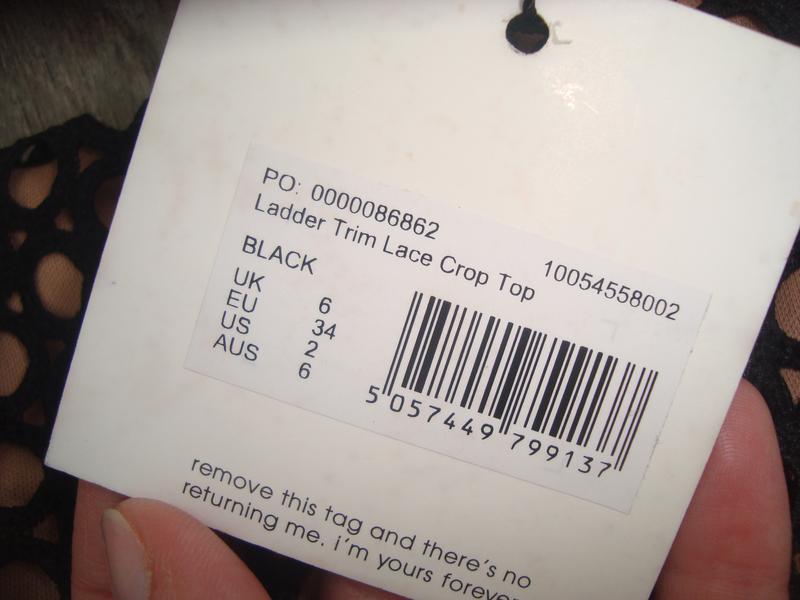 PO: 0000086862
Ladder Trim Lace Crop Top
10054558002
BLACK
UK 6
EU 34
US 2
AUS 6
5 057449 799137
remove this tag and there's no
returning me. i'm yours forever